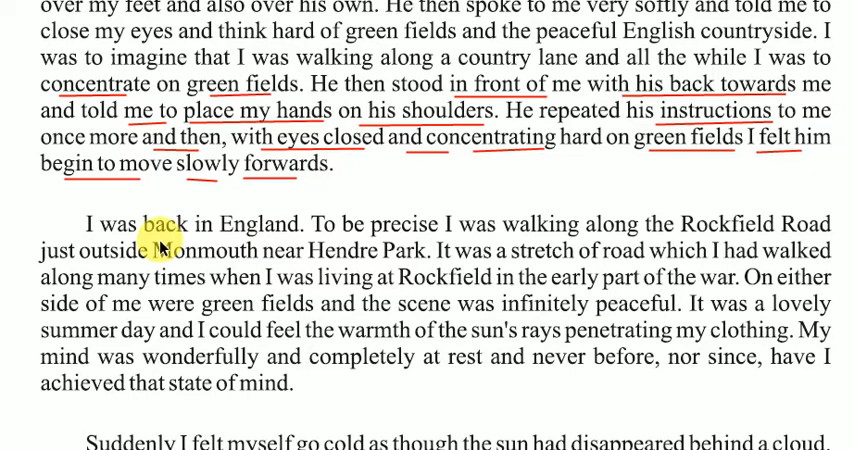 over my feet and also over his own. He then spoke to me very softly and told me to
close my eyes and think hard of green fields and the peaceful English countryside. I
was to imagine that I was walking along a country lane and all the while I was to
concentrate on green fields. He then stood in front of me with his back towards me
and told me to place my hands on his shoulders. He repeated his instructions to me
once more and then, with eyes closed and concentrating hard on green fields I felt him
begin to move slowly forwards.
I was back in England. To be precise I was walking along the Rockfield Road
just outside Monmouth near Hendre Park. It was a stretch of road which I had walked
along many times when I was living at Rockfield in the early part of the war. On either
side of me were green fields and the scene was infinitely peaceful. It was a lovely
summer day and I could feel the warmth of the sun's rays penetrating my clothing. My
mind was wonderfully and completely at rest and never before, nor since, have I
achieved that state of mind.
Suddenly I felt myself go cold as though the sun had disappeared behind a cloud.